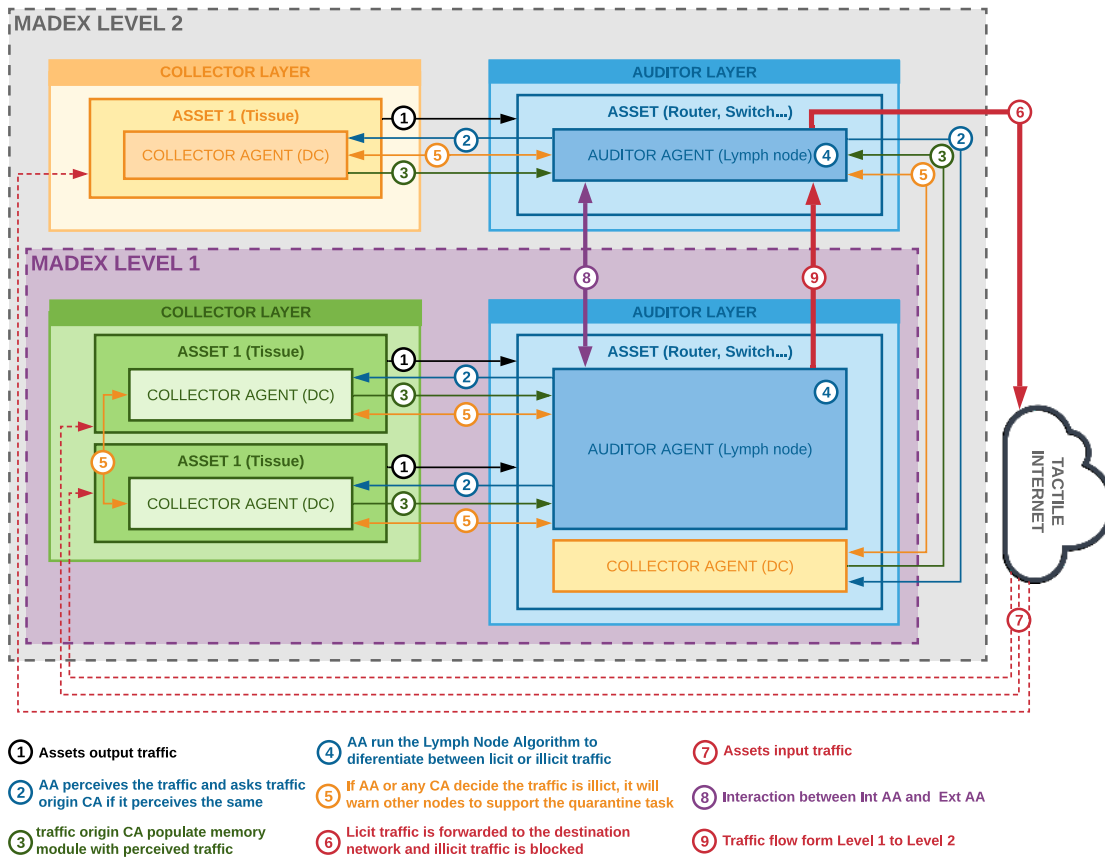 MADEX LEVEL 2
COLLECTOR LAYER
AUDITOR LAYER
ASSET 1 (Tissue)
ASSET (Router, Switch...)
COLLECTOR AGENT (DC)
AUDITOR AGENT (Lymph node)
1
2
5
3
4
6
2
3
5
MADEX LEVEL 1
8
9
COLLECTOR LAYER
AUDITOR LAYER
ASSET 1 (Tissue)
ASSET (Router, Switch...)
COLLECTOR AGENT (DC)
1
2
3
5
4
AUDITOR AGENT (Lymph node)
5
ASSET 1 (Tissue)
COLLECTOR AGENT (DC)
1
2
3
5
COLLECTOR AGENT (DC)
TACTILE
INTERNET
7
1 Assets output traffic
2 AA perceives the traffic and asks traffic
origin CA if it perceives the same
3 traffic origin CA populate memory
module with perceived traffic
4 AA run the Lymph Node Algorithm to
diferentiate between licit or illicit traffic
5 If AA or any CA decide the traffic is illict, it will
warn other nodes to support the quarantine task
6 Licit traffic is forwarded to the destination
network and illicit traffic is blocked
7 Assets input traffic
8 Interaction between Int AA and Ext AA
9 Traffic flow form Level 1 to Level 2